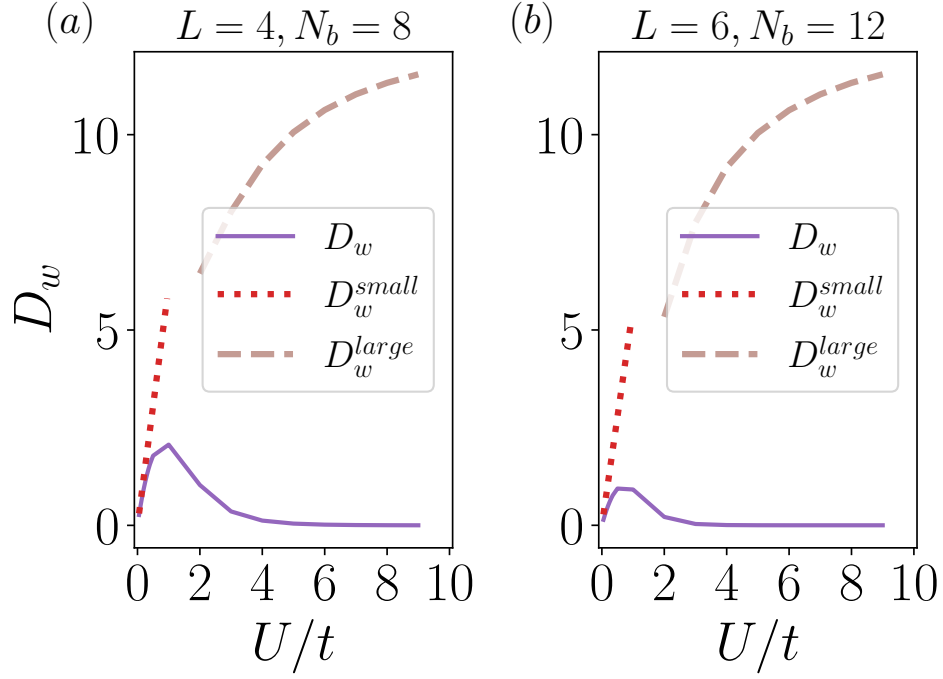 (a) L = 4, N_b = 8
10
5
0
D_w
D_w
D_w^{small}
D_w^{large}
0 2 4 6 8 10
U/t
(b) L = 6, N_b = 12
10
5
0
D_w
D_w^{small}
D_w^{large}
0 2 4 6 8 10
U/t